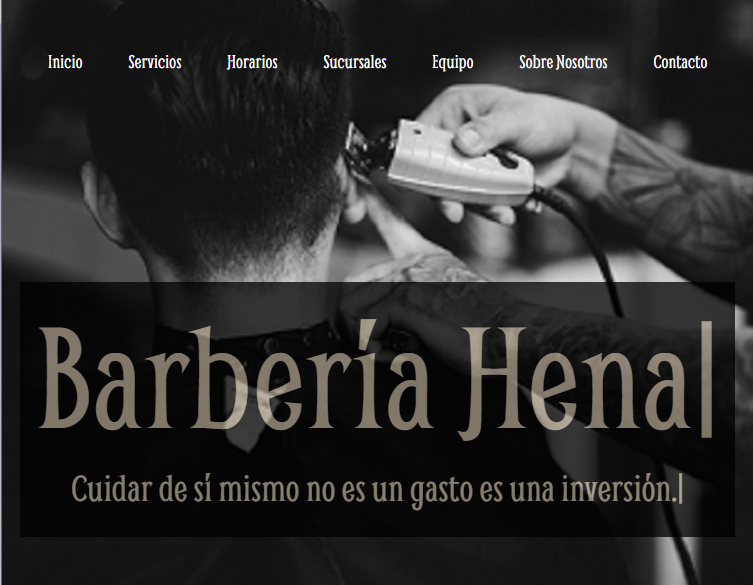 Inicio Servicios Horarios Sucursales Equipo Sobre Nosotros Contacto
Barbería Hena|
Cuidar de sí mismo no es un gasto es una inversión.|